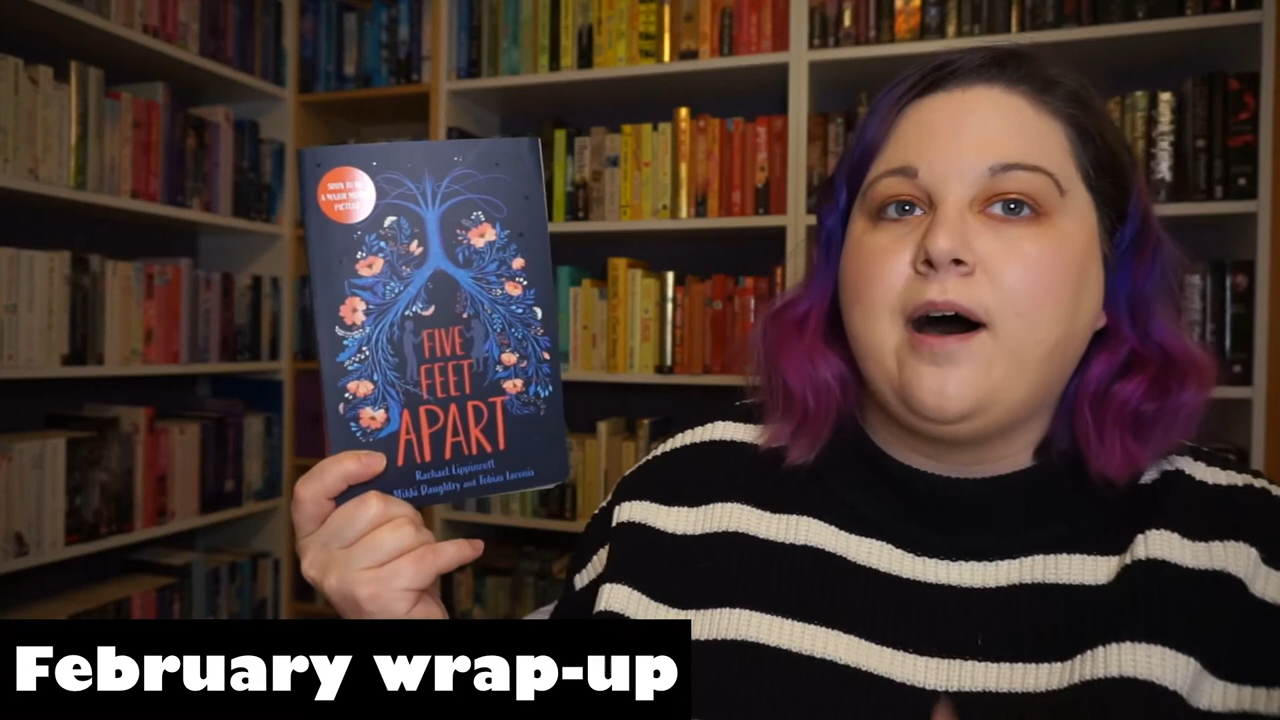 SOON TO BE
A MAJOR MOTION
PICTURE
FIVE
FEET
APART
Rachael Lippincott
Mikki Daughtry and Tobias Iaconis
February wrap-up